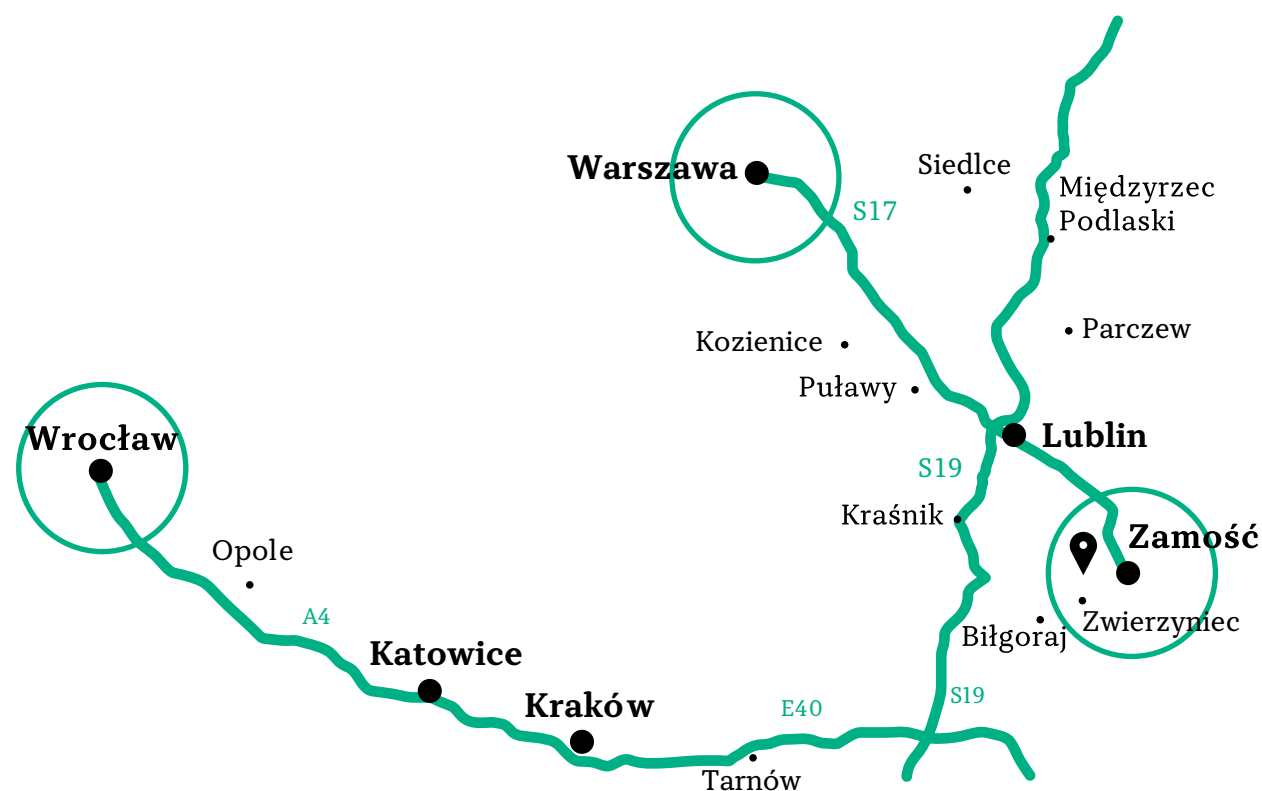 Siedlce
Warszawa
Międzyrzec
Podlaski
S17
Parczew
Kozienice
Puławy
Lublin
Wrocław
S19
Kraśnik
Zamość
Opole
A4
Zwierzyniec
Biłgoraj
Katowice
S19
Kraków
E40
Tarnów